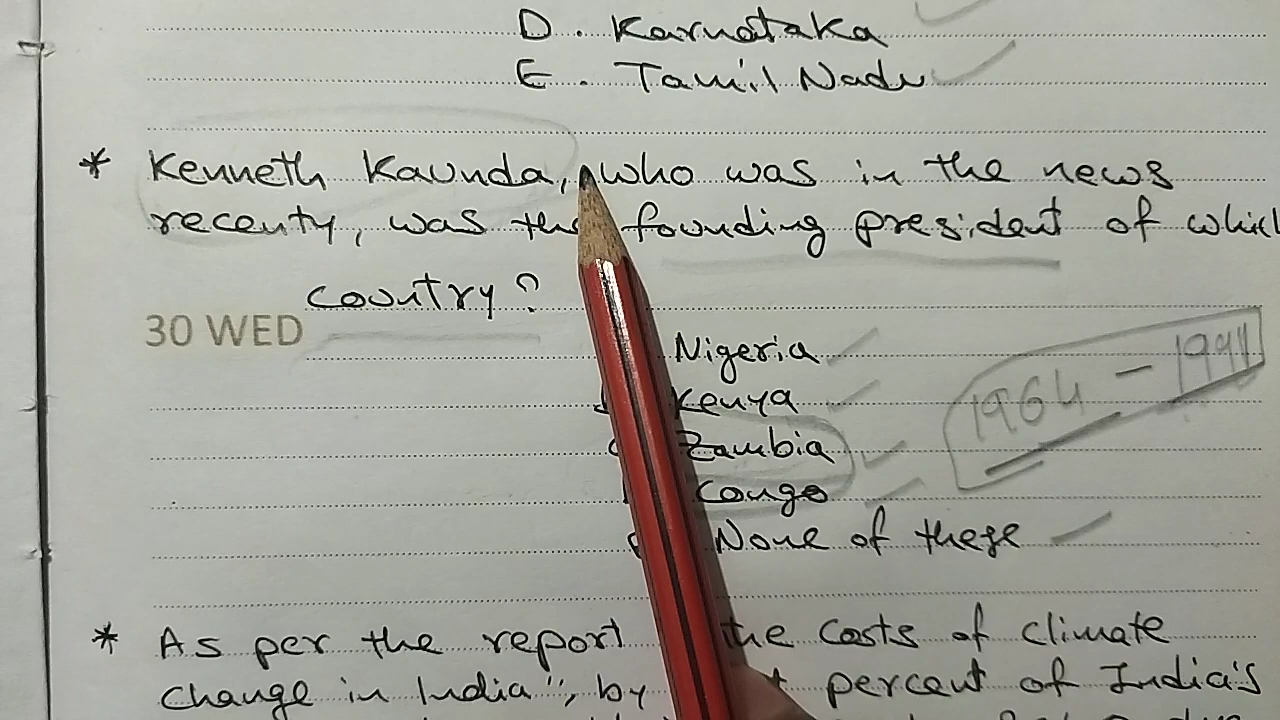 D. Karnataka
E. Tamil Nadu
* Kenneth Kaunda, who was in the news
recenty, was the founding president of which
country?
30 WED
Nigeria
Kenya
1964 - 1991
Zambia
Congo
None of these
* As per the report the costs of climate
change in India", by percent of India's